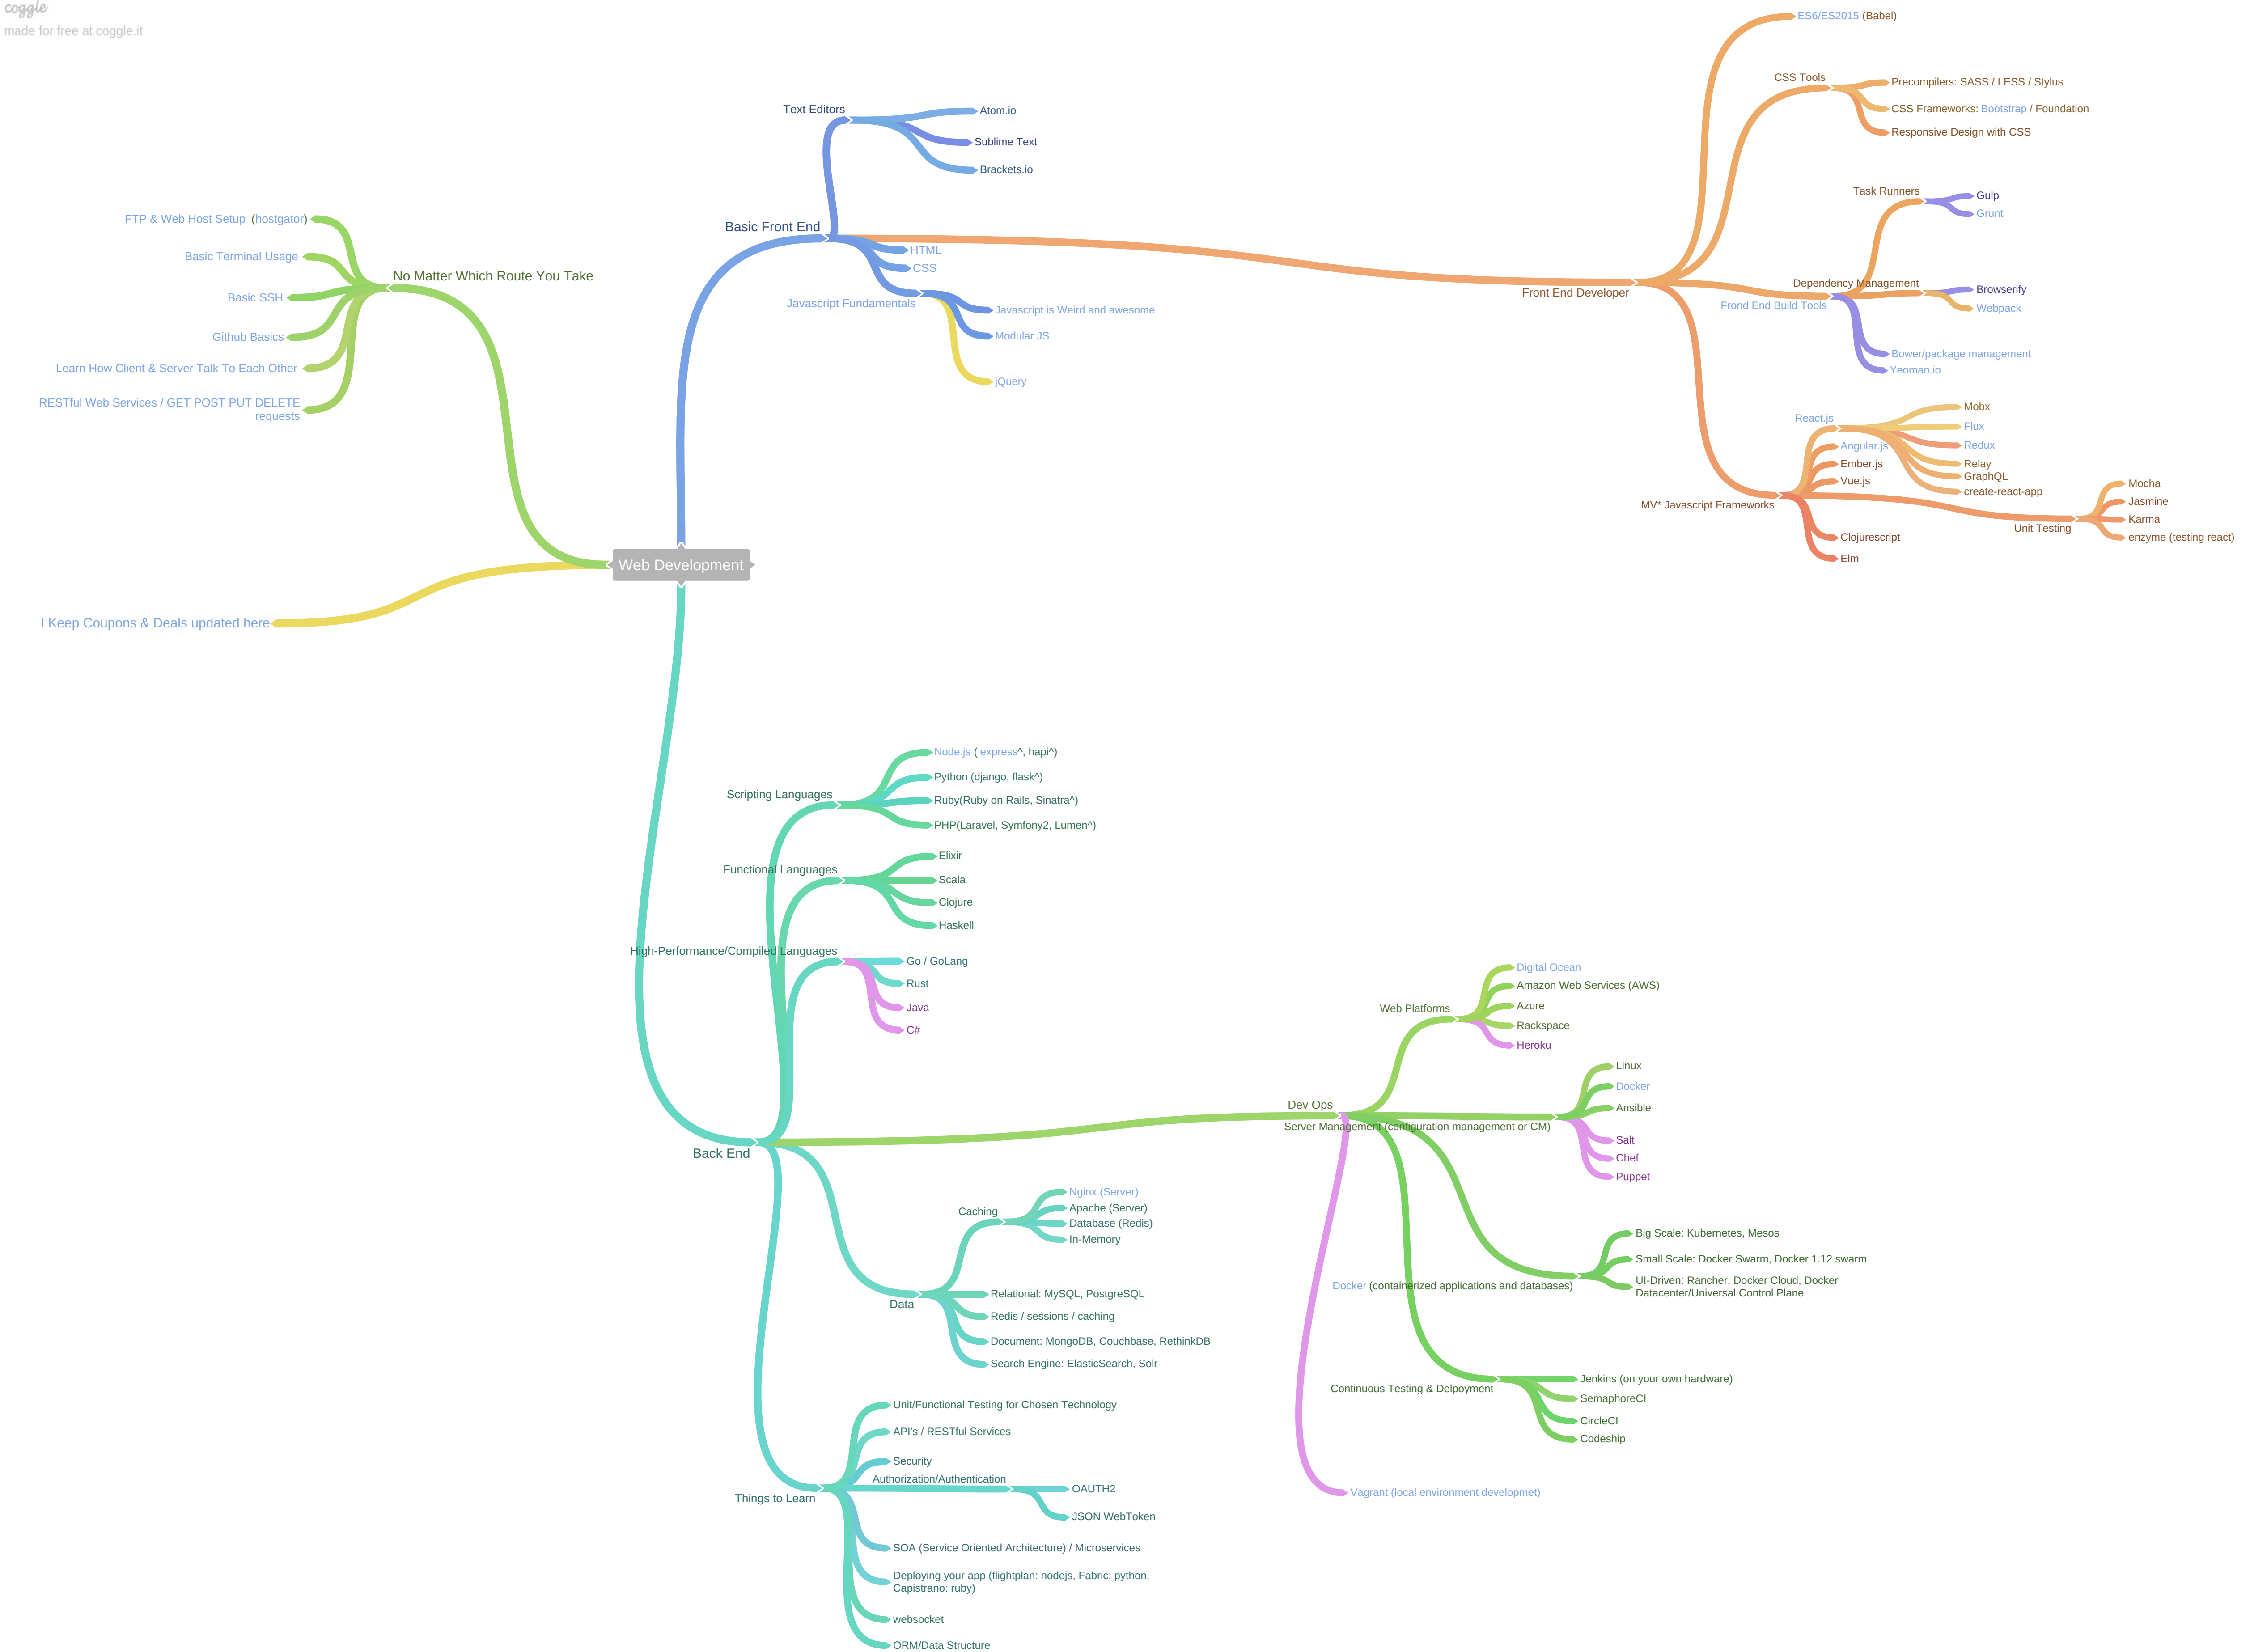 coggle
made for free at coggle.it
Web Development
No Matter Which Route You Take
FTP & Web Host Setup (hostgator)
Basic Terminal Usage
Basic SSH
Github Basics
Learn How Client & Server Talk To Each Other
RESTful Web Services / GET POST PUT DELETE
requests
I Keep Coupons & Deals updated here
Basic Front End
Text Editors
Atom.io
Sublime Text
Brackets.io
HTML
CSS
Javascript Fundamentals
Javascript is Weird and awesome
Modular JS
jQuery
Front End Developer
ES6/ES2015 (Babel)
CSS Tools
Precompilers: SASS / LESS / Stylus
CSS Frameworks: Bootstrap / Foundation
Responsive Design with CSS
Frond End Build Tools
Task Runners
Gulp
Grunt
Dependency Management
Browserify
Webpack
Bower/package management
Yeoman.io
MV* Javascript Frameworks
React.js
Mobx
Flux
Redux
Relay
GraphQL
create-react-app
Angular.js
Ember.js
Vue.js
Unit Testing
Mocha
Jasmine
Karma
enzyme (testing react)
Clojurescript
Elm
Back End
Scripting Languages
Node.js ( express^, hapi^)
Python (django, flask^)
Ruby(Ruby on Rails, Sinatra^)
PHP(Laravel, Symfony2, Lumen^)
Functional Languages
Elixir
Scala
Clojure
Haskell
High-Performance/Compiled Languages
Go / GoLang
Rust
Java
C#
Dev Ops
Web Platforms
Digital Ocean
Amazon Web Services (AWS)
Azure
Rackspace
Heroku
Server Management (configuration management or CM)
Linux
Docker
Ansible
Salt
Chef
Puppet
Docker (containerized applications and databases)
Big Scale: Kubernetes, Mesos
Small Scale: Docker Swarm, Docker 1.12 swarm
UI-Driven: Rancher, Docker Cloud, Docker
Datacenter/Universal Control Plane
Continuous Testing & Delpoyment
Jenkins (on your own hardware)
SemaphoreCI
CircleCI
Codeship
Vagrant (local environment developmet)
Data
Caching
Nginx (Server)
Apache (Server)
Database (Redis)
In-Memory
Relational: MySQL, PostgreSQL
Redis / sessions / caching
Document: MongoDB, Couchbase, RethinkDB
Search Engine: ElasticSearch, Solr
Things to Learn
Unit/Functional Testing for Chosen Technology
API's / RESTful Services
Security
Authorization/Authentication
OAUTH2
JSON WebToken
SOA (Service Oriented Architecture) / Microservices
Deploying your app (flightplan: nodejs, Fabric: python,
Capistrano: ruby)
websocket
ORM/Data Structure